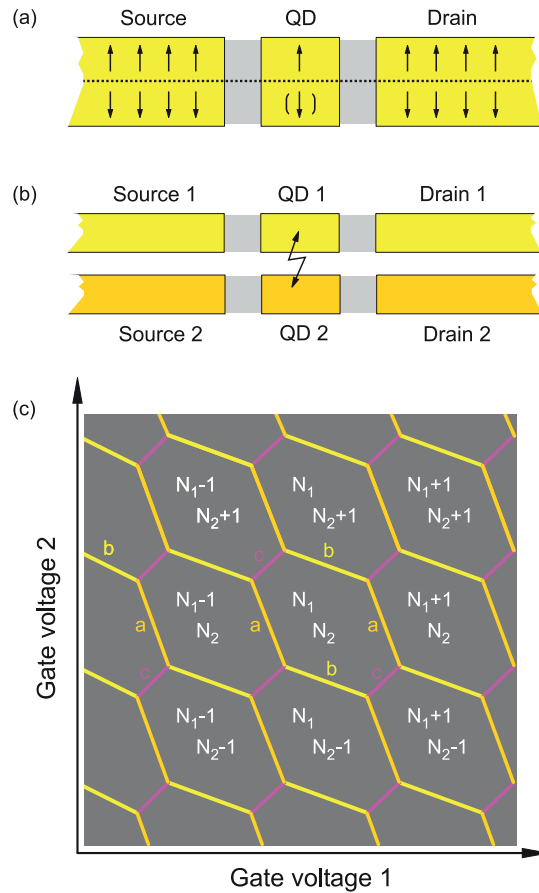 (a)
Source QD Drain
( )
(b)
Source 1 QD 1 Drain 1
Source 2 QD 2 Drain 2
(c)
N₁-1 N₁ N₁+1
N₂+1 N₂+1 N₂+1
b c b
N₁-1 N₁ N₁+1
a N₂ a N₂ a N₂
c b c
N₁-1 N₁ N₁+1
N₂-1 N₂-1 N₂-1
Gate voltage 2
Gate voltage 1